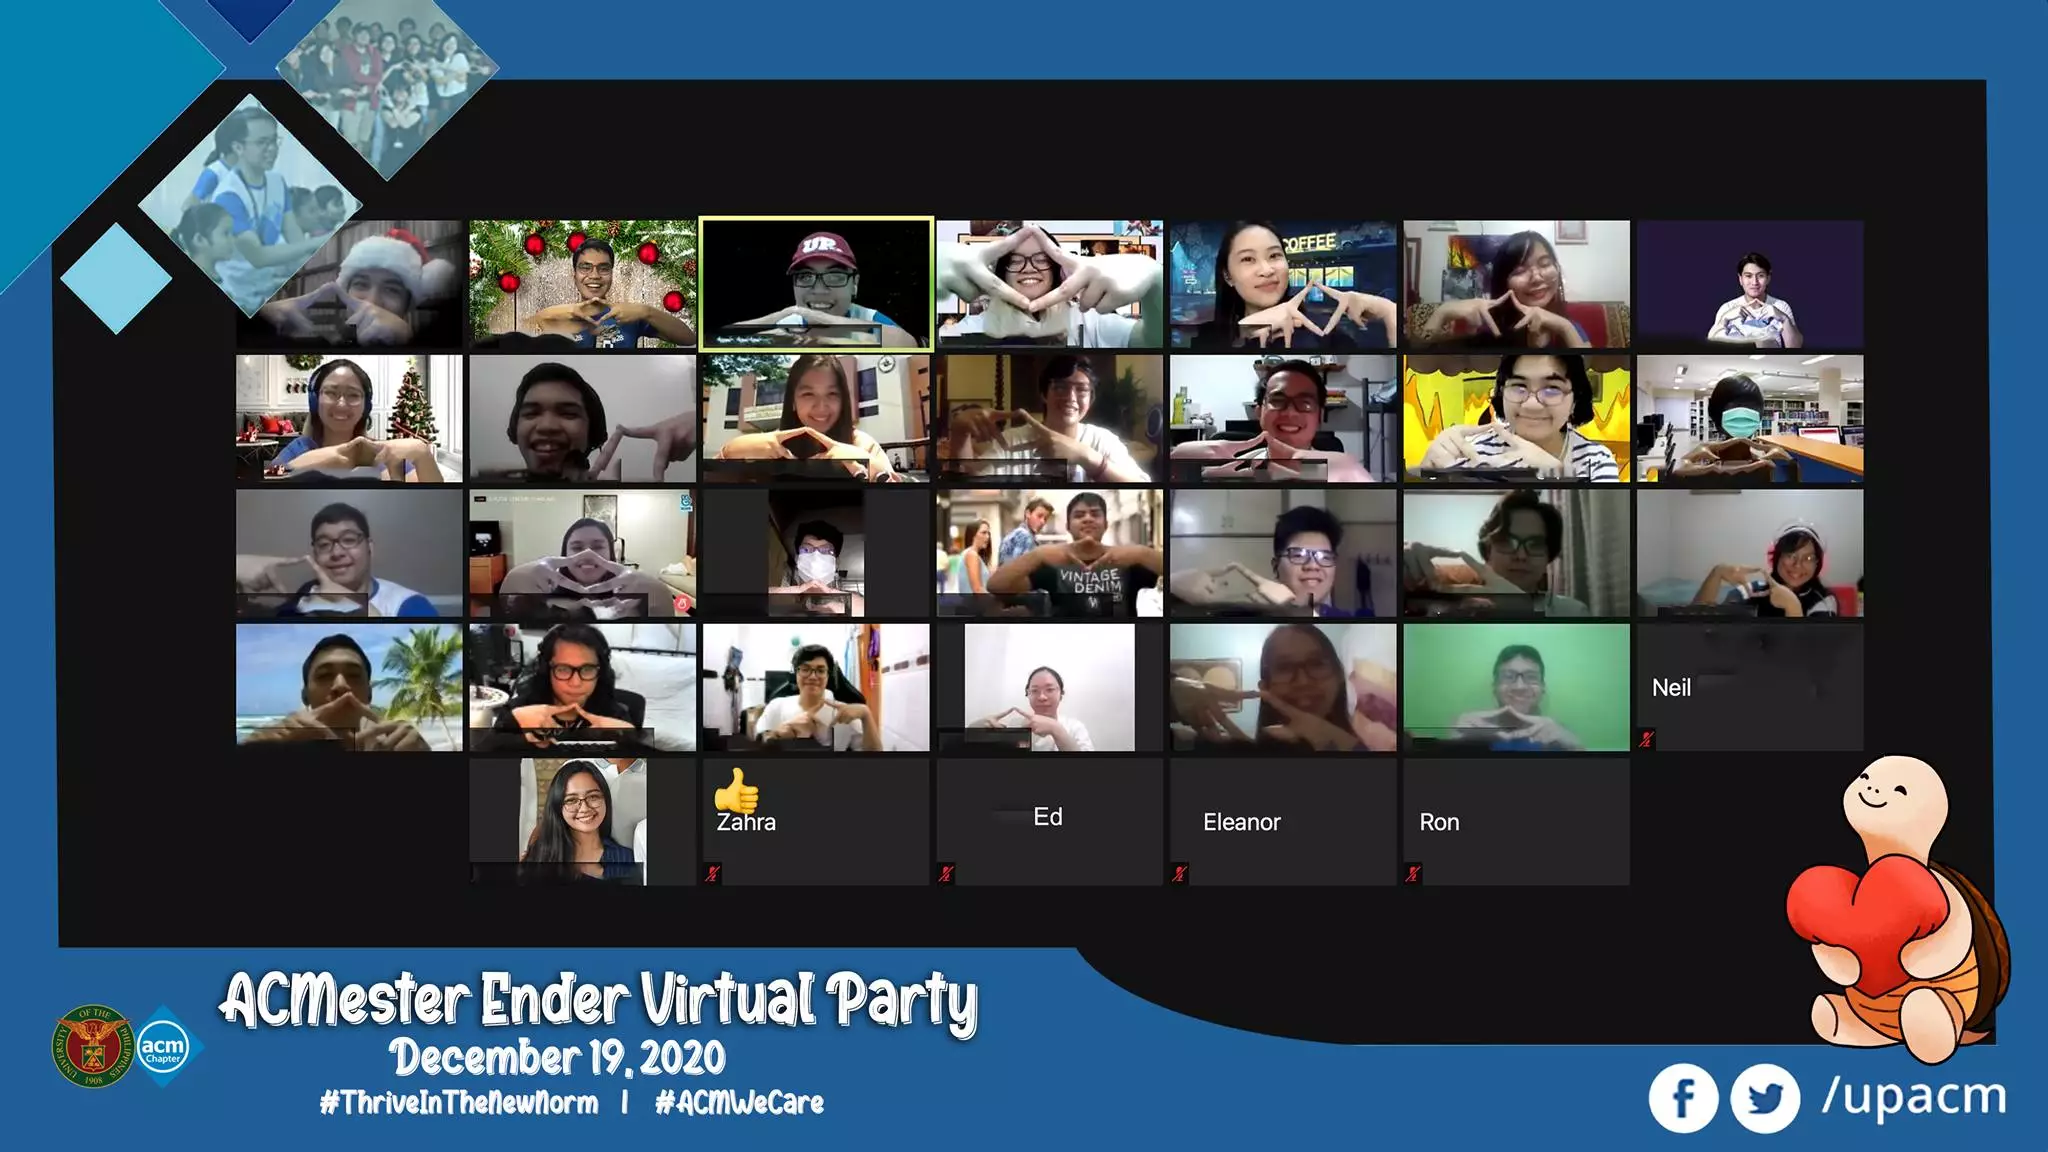 UP
COFFEE
VINTAGE
DENIM
Neil
Zahra
Ed
Eleanor
Ron
ACMester Ender Virtual Party
December 19, 2020
#ThriveInTheNewNorm | #ACMWeCare
UNIVERSITY OF THE PHILIPPINES
1908
acm
Chapter
f
/upacm